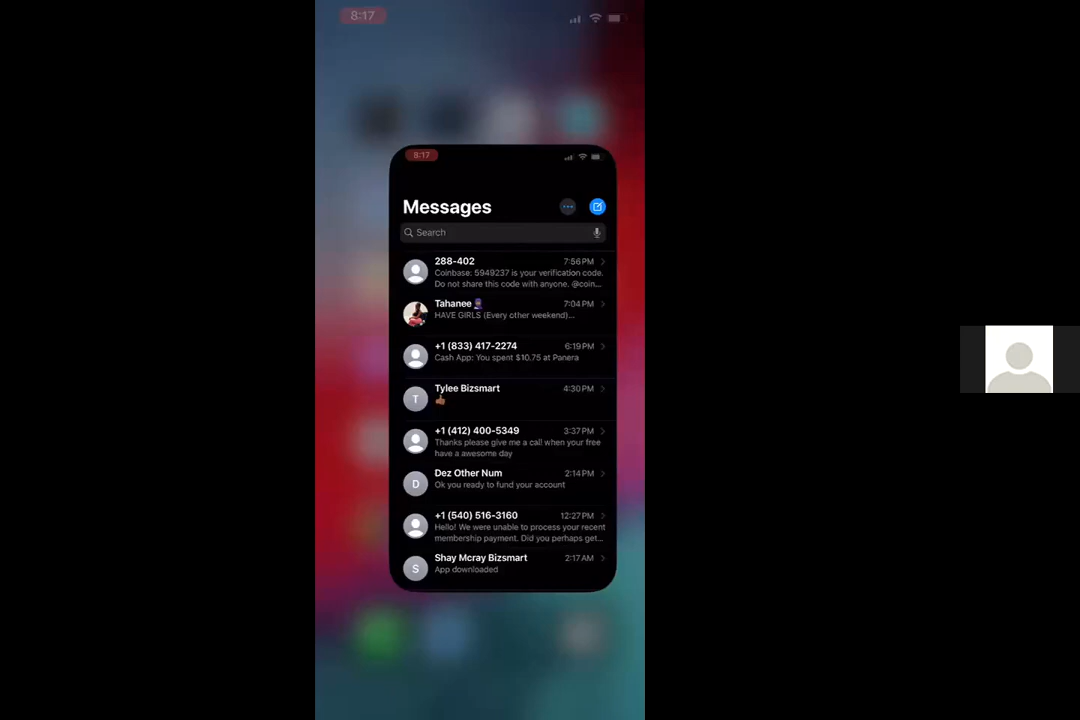 8:17
8:17
Messages
Search
288-402 7:56 PM
Coinbase: 5949237 is your verification code.
Do not share this code with anyone. @coin...
Tahanee 7:04 PM
HAVE GIRLS (Every other weekend)...
+1 (833) 417-2274 6:19 PM
Cash App: You spent $10.75 at Panera
Tylee Bizsmart 4:30 PM
T
+1 (412) 400-5349 3:37 PM
Thanks please give me a call when your free
have a awesome day
Dez Other Num 2:14 PM
D
Ok you ready to fund your account
+1 (540) 516-3160 12:27 PM
Hello! We were unable to process your recent
membership payment. Did you perhaps get...
Shay Mcray Bizsmart 2:17 AM
S
App downloaded